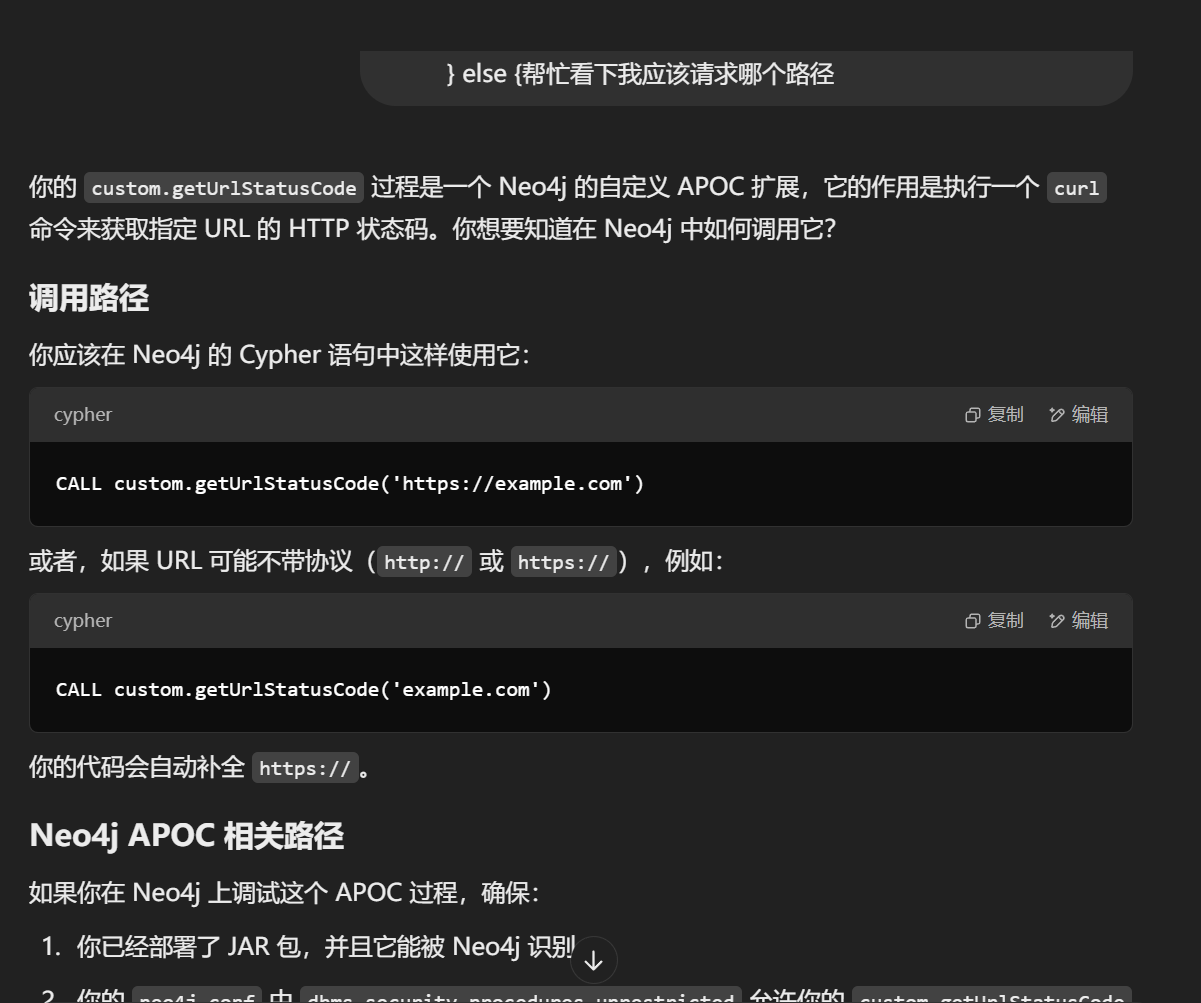 } else {帮忙看下我应该请求哪个路径
你的 custom.getUrlStatusCode 过程是一个 Neo4j 的自定义 APOC 扩展，它的作用是执行一个 curl
命令来获取指定 URL 的 HTTP 状态码。你想要知道在 Neo4j 中如何调用它？
调用路径
你应该在 Neo4j 的 Cypher 语句中这样使用它：
cypher 复制 编辑
CALL custom.getUrlStatusCode('https://example.com')
或者，如果 URL 可能不带协议（http:// 或 https://），例如：
cypher 复制 编辑
CALL custom.getUrlStatusCode('example.com')
你的代码会自动补全 https://。
Neo4j APOC 相关路径
如果你在 Neo4j 上调试这个 APOC 过程，确保：
1. 你已经部署了 JAR 包，并且它能被 Neo4j 识别
2. 你的 neo4j.conf 中 dbms.security.procedures.unrestricted 允许你的 custom.getUrlStatusCode